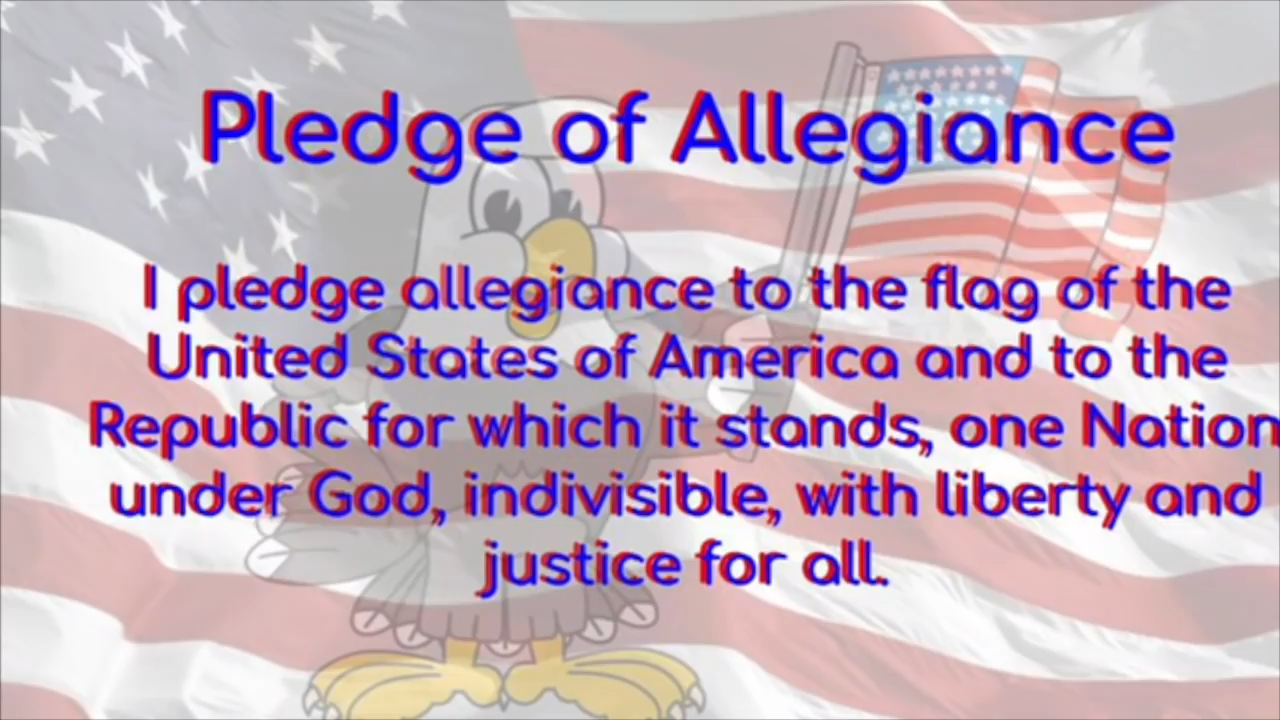 Pledge of Allegiance
I pledge allegiance to the flag of the
United States of America and to the
Republic for which it stands, one Nation
under God, indivisible, with liberty and
justice for all.